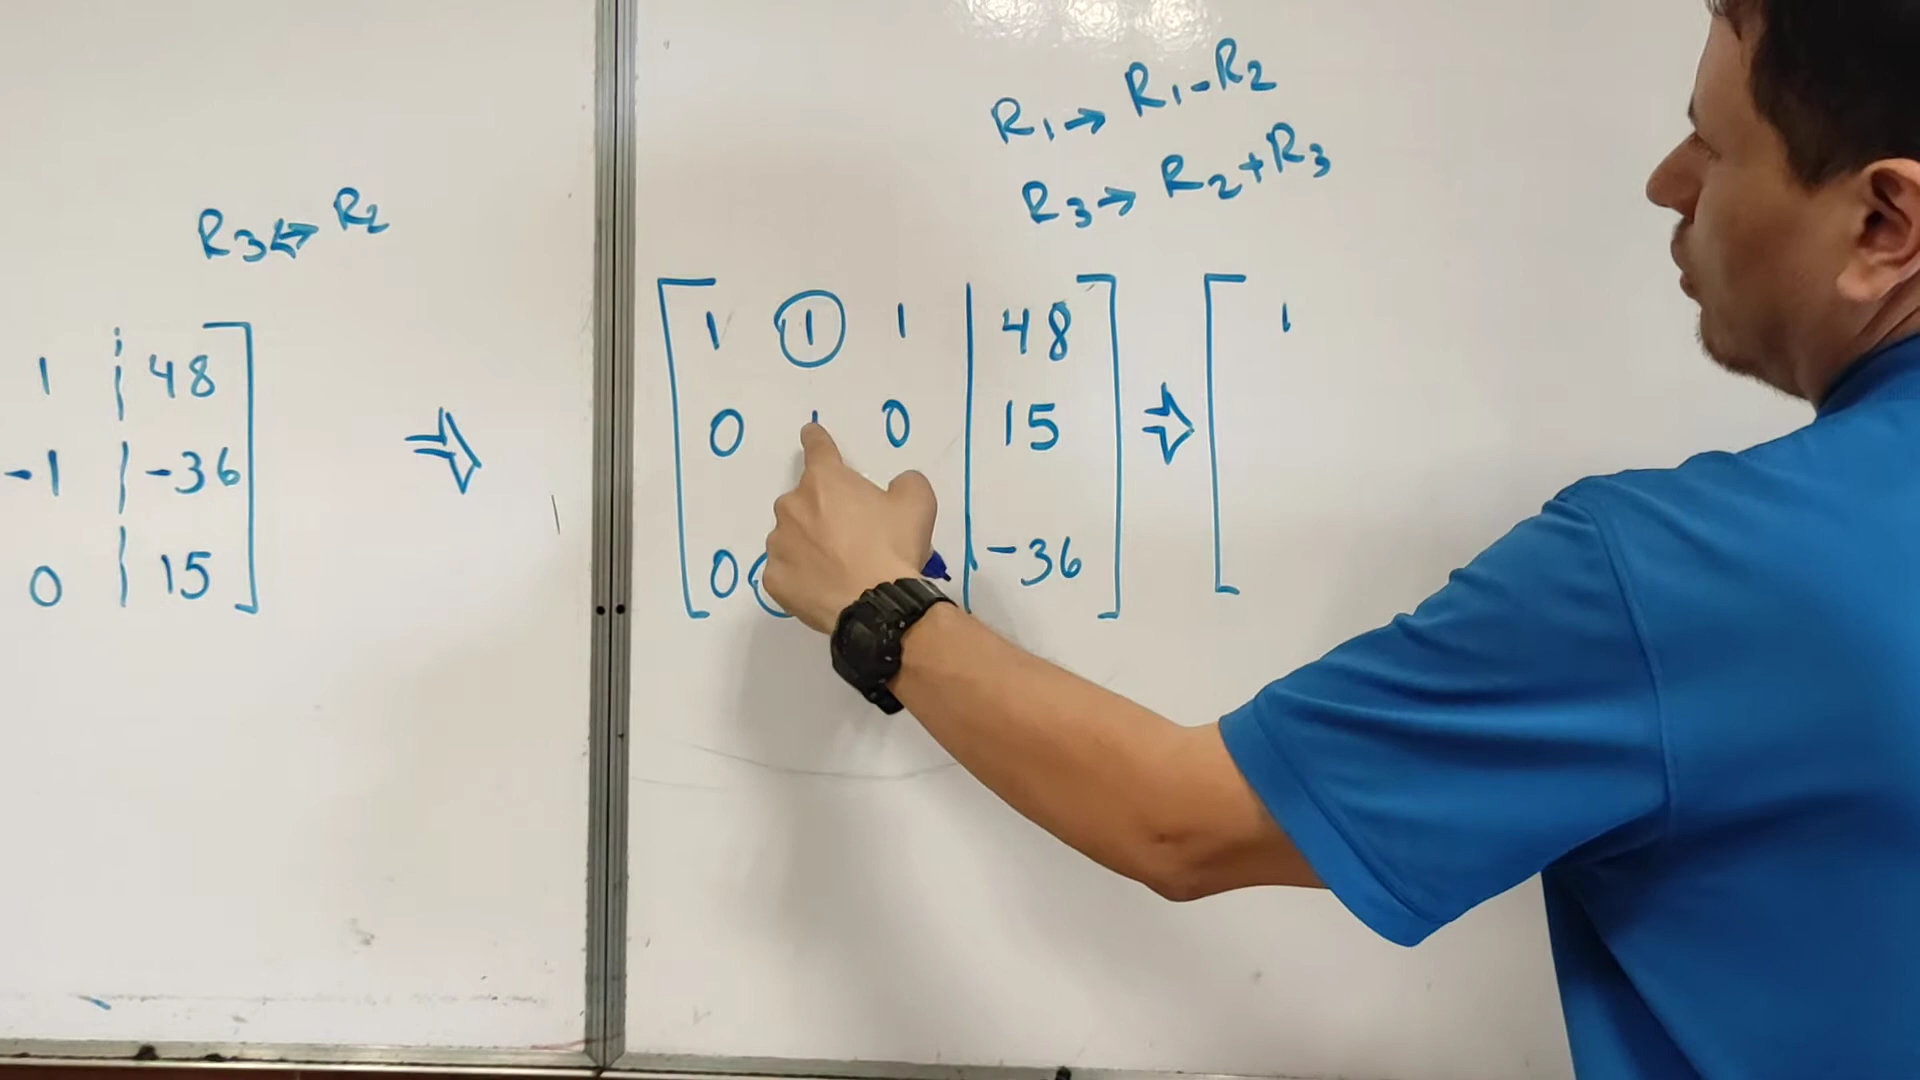 R3 ↔ R2
1 | 48
-1 | -36
0 | 15
⇒
R1 → R1 - R2
R3 → R2 + R3
1 1 1 | 48
0 1 0 | 15
0 | -36
⇒
1